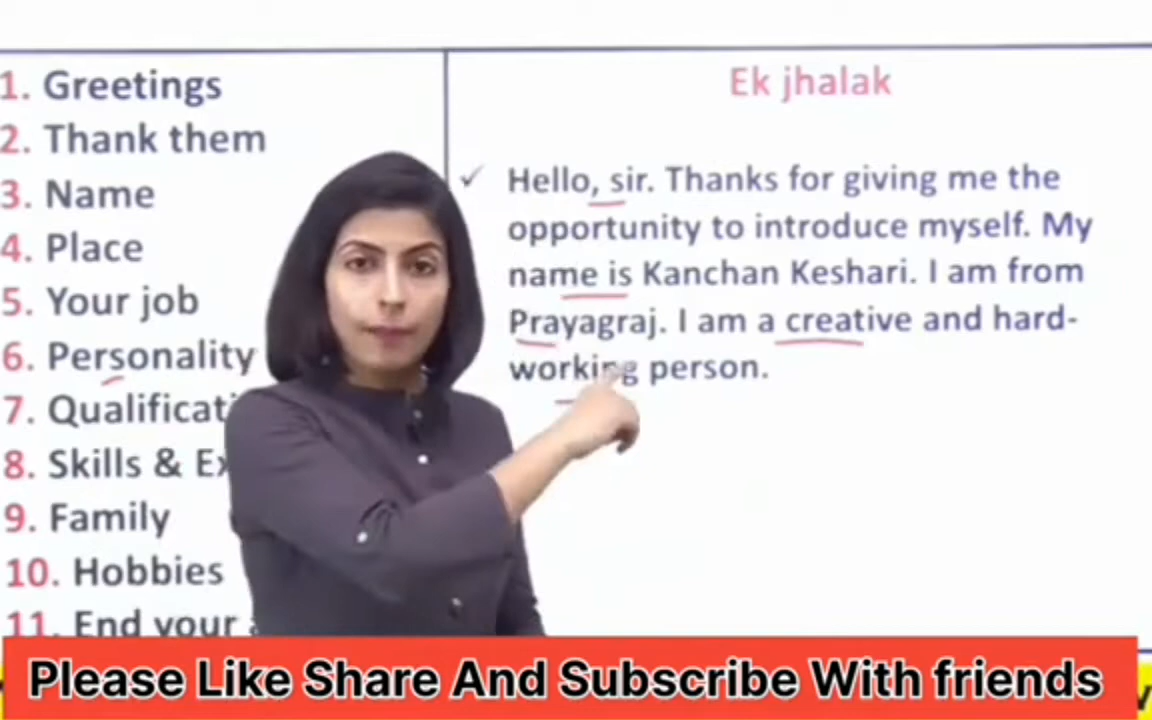 1. Greetings
2. Thank them
3. Name
4. Place
5. Your job
6. Personality
7.
8. Skills &
9. Family
10. Hobbies
11. End your
Ek jhalak
✓ Hello, sir. Thanks for giving me the
opportunity to introduce myself. My
name is Kanchan Keshari. I am from
Prayagraj. I am a creative and hard-
working person.
Please Like Share And Subscribe With friends